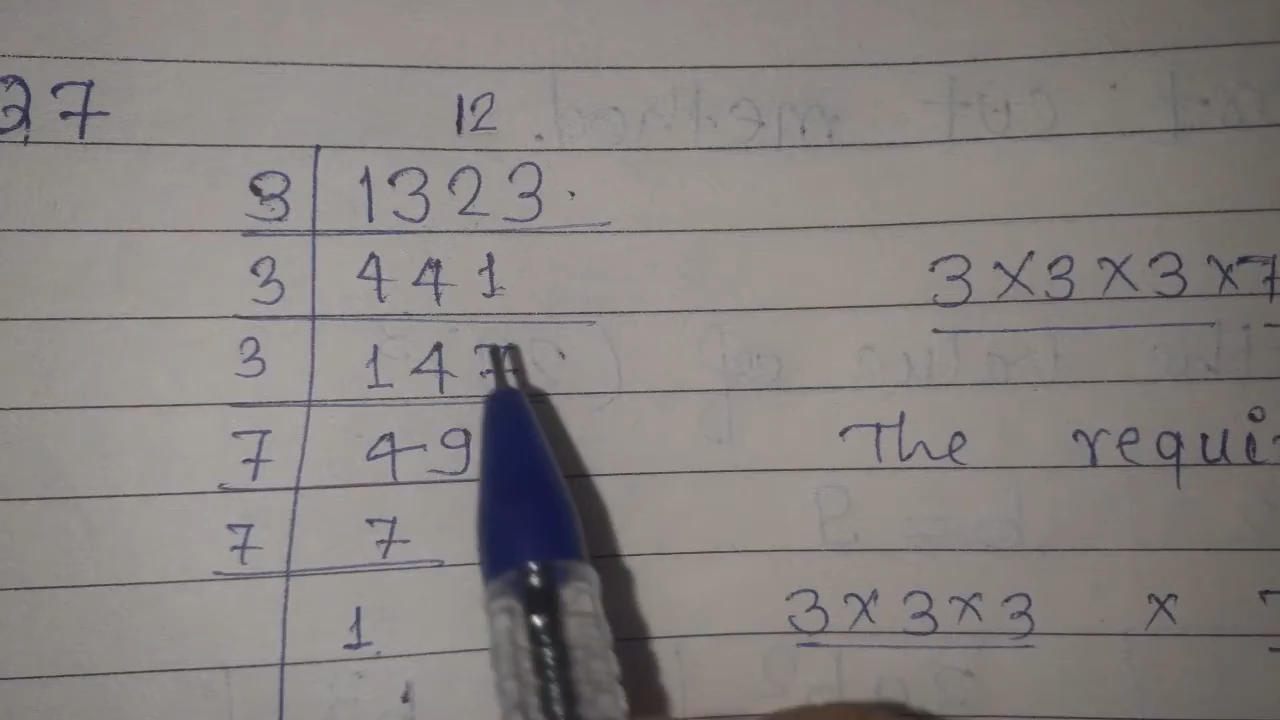 27 12
3 1323.
3 441 3×3×3×7
3 147
7 49 The requi
7 7
1 3×3×3 ×